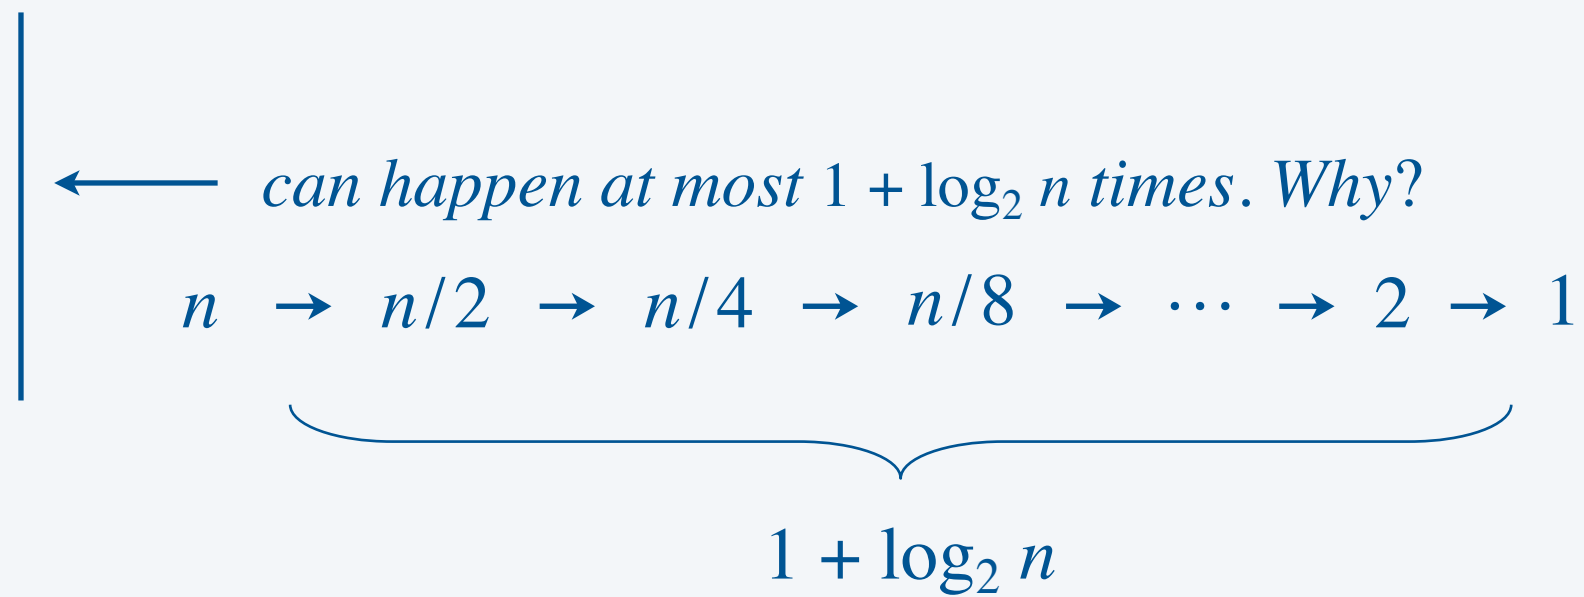 can happen at most 1 + log₂ n times. Why?
n → n/2 → n/4 → n/8 → ⋯ → 2 → 1
1 + log₂ n